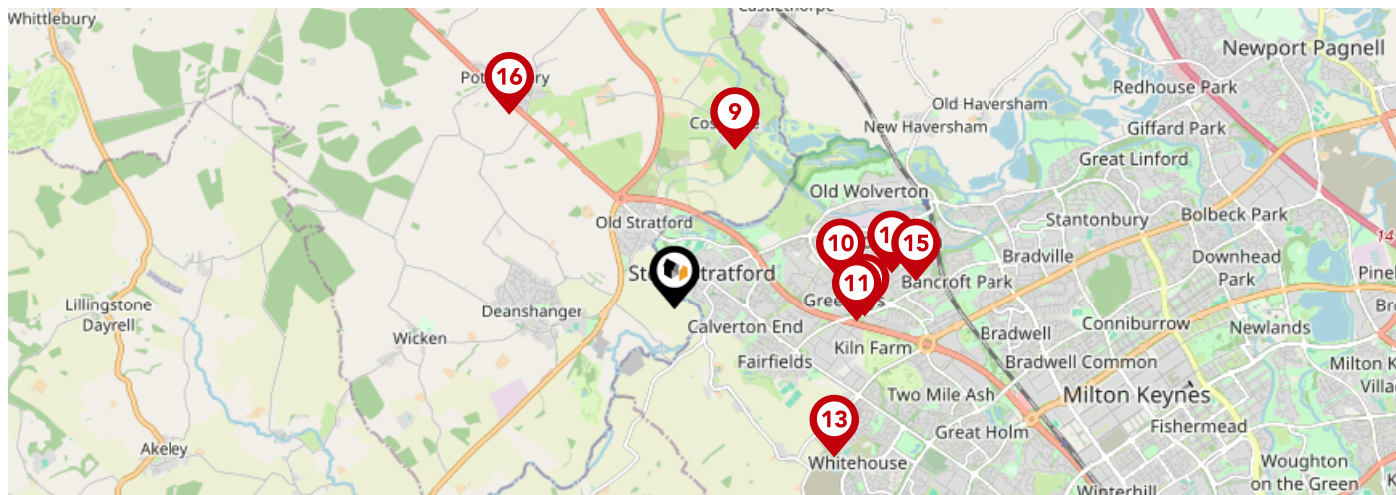 Whittlebury
Castlethorpe
Newport Pagnell
16
Redhouse Park
9
Old Haversham
New Haversham
Giffard Park
Great Linford
Old Wolverton
Stantonbury
Bolbeck Park
Old Stratford
10
15
14
Bradville
Downhead
Park
Stratford
11
Bancroft Park
Lillingstone
Dayrell
Deanshanger
Calverton End
Conniburrow
Newlands
Wicken
Bradwell
Kiln Farm
Fairfields
Bradwell Common
Two Mile Ash
Milton Keynes
13
Great Holm
Fishermead
Akeley
Whitehouse
Woughton
on the Green
Winterhill